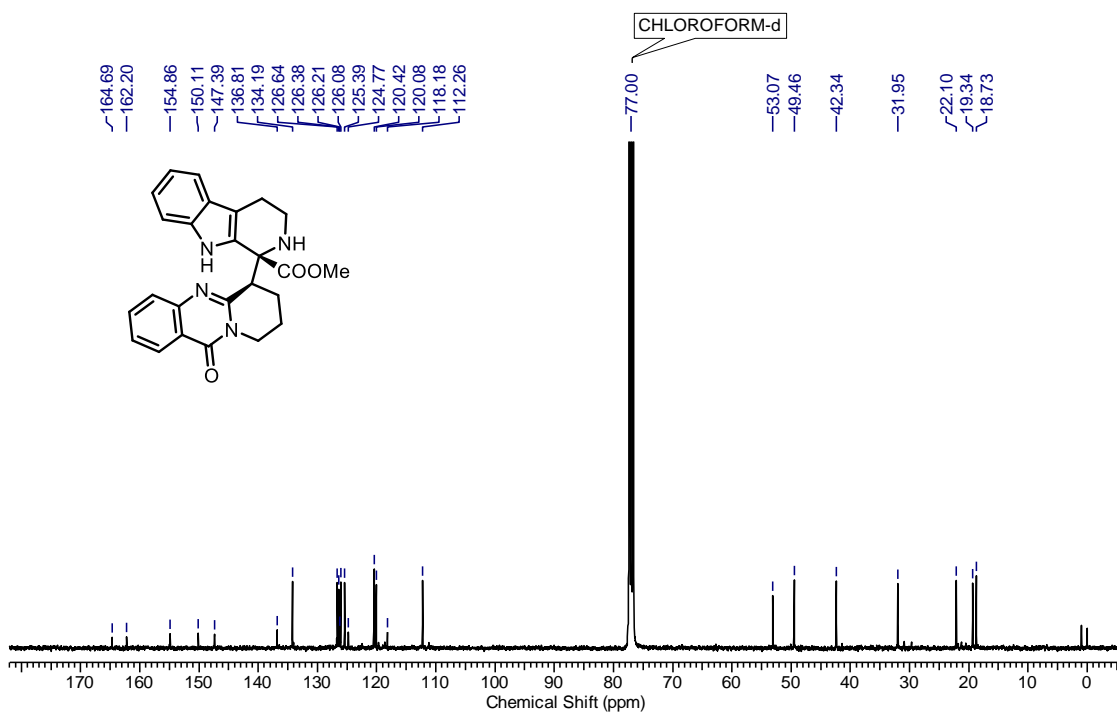 CHLOROFORM-d
164.69
162.20
154.86
150.11
147.39
136.81
134.19
126.64
126.38
126.21
126.08
125.39
124.77
120.42
120.08
118.18
112.26
77.00
53.07
49.46
42.34
31.95
22.10
19.34
18.73
NH
N
H
COOMe
N
N
O
170 160 150 140 130 120 110 100 90 80 70 60 50 40 30 20 10 0
Chemical Shift (ppm)